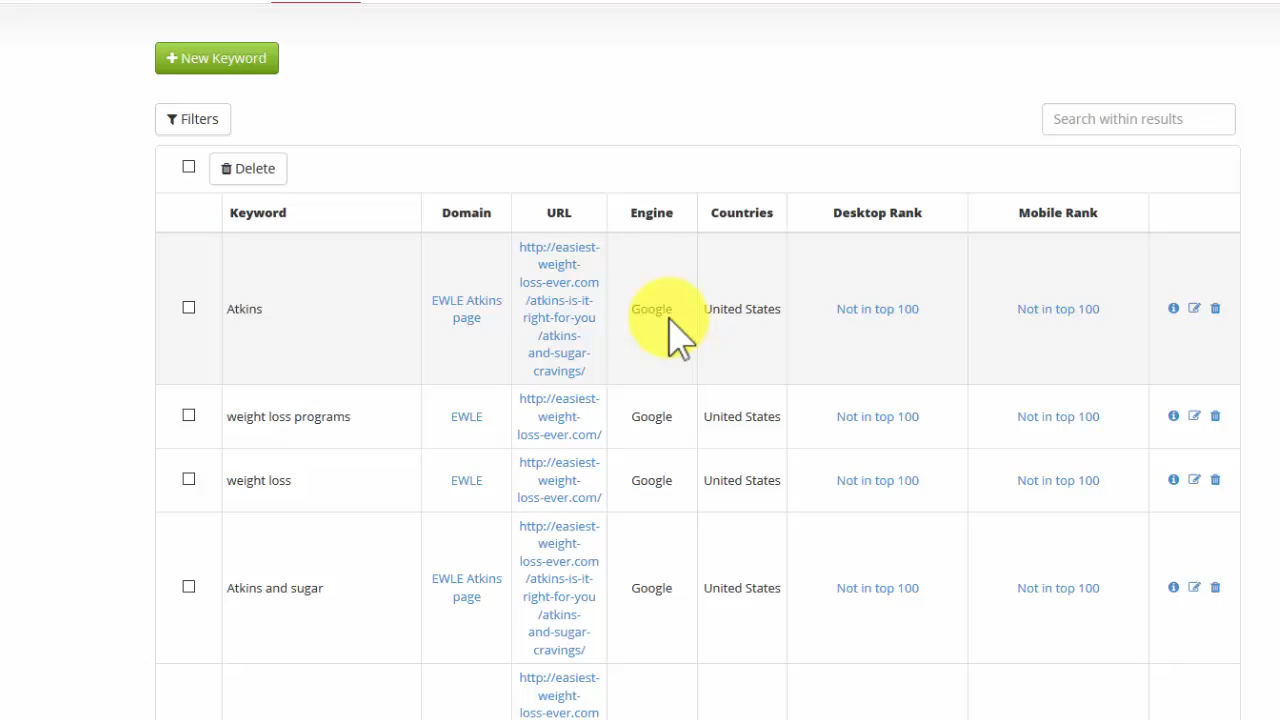 New Keyword
Filters
Search within results
Delete
Keyword Domain URL Engine Countries Desktop Rank Mobile Rank
http://easiest-
weight-
loss-ever.com
/atkins-is-it-
right-for-you
/atkins-
and-sugar-
cravings/
Atkins
EWLE Atkins
page
Google
United States
Not in top 100
Not in top 100
weight loss programs
EWLE
http://easiest-
weight-
loss-ever.com/
Google
United States
Not in top 100
Not in top 100
weight loss
EWLE
http://easiest-
weight-
loss-ever.com/
Google
United States
Not in top 100
Not in top 100
Atkins and sugar
EWLE Atkins
page
http://easiest-
weight-
loss-ever.com
/atkins-is-it-
right-for-you
/atkins-
and-sugar-
cravings/
Google
United States
Not in top 100
Not in top 100
http://easiest-
weight-
loss-ever.com